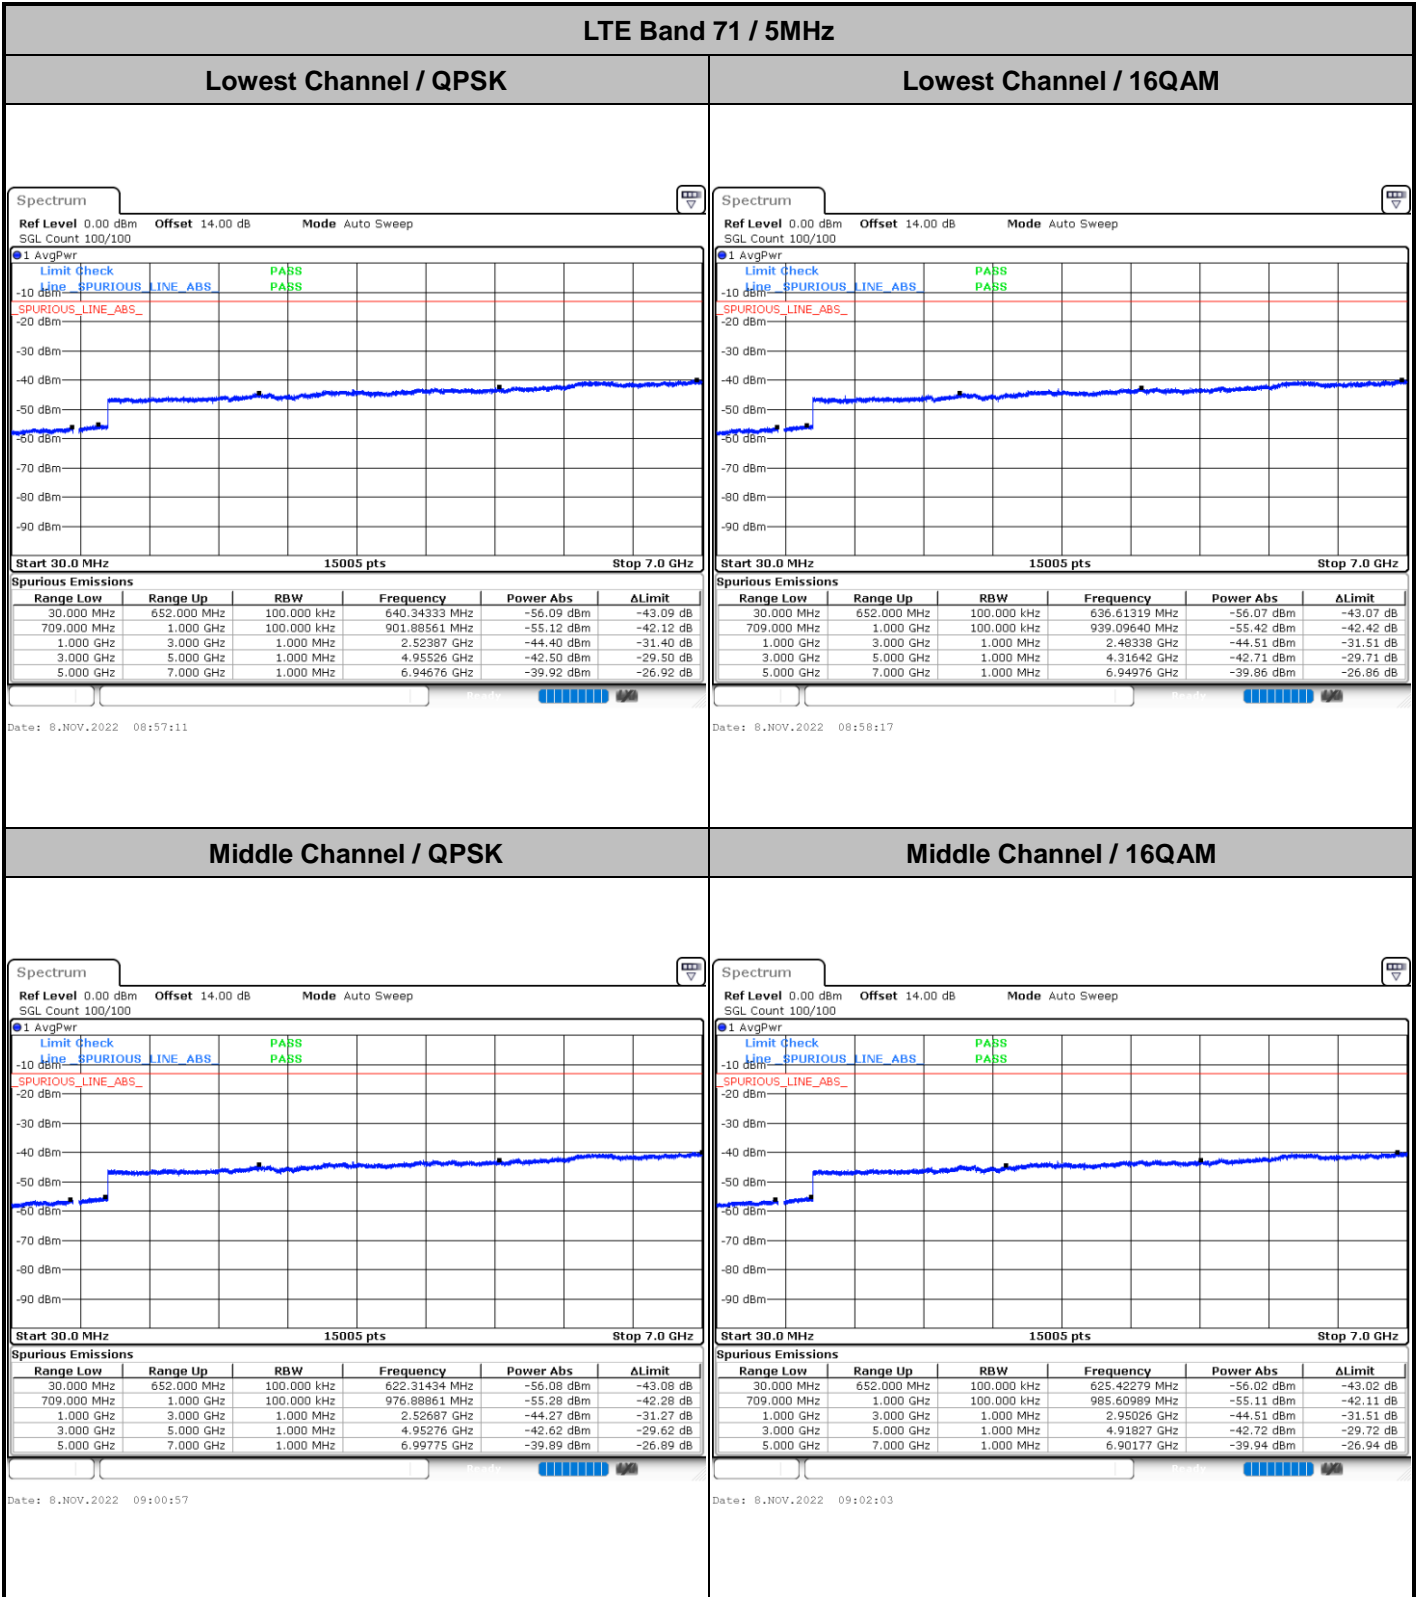 LTE Band 71 / 5MHz
Lowest Channel / QPSK
Lowest Channel / 16QAM
Spectrum
Ref Level 0.00 dBm Offset 14.00 dB Mode Auto Sweep
SGL Count 100/100
1 AvgPwr
Limit Check PASS
Line _SPURIOUS_LINE_ABS_ PASS
-10 dBm
_SPURIOUS_LINE_ABS_
-20 dBm
-30 dBm
-40 dBm
-50 dBm
-60 dBm
-70 dBm
-80 dBm
-90 dBm
Start 30.0 MHz 15005 pts Stop 7.0 GHz
Spurious Emissions
Range Low Range Up RBW Frequency Power Abs ΔLimit
30.000 MHz 652.000 MHz 100.000 kHz 640.34333 MHz -56.09 dBm -43.09 dB
709.000 MHz 1.000 GHz 100.000 kHz 901.88561 MHz -55.12 dBm -42.12 dB
1.000 GHz 3.000 GHz 1.000 MHz 2.52387 GHz -44.40 dBm -31.40 dB
3.000 GHz 5.000 GHz 1.000 MHz 4.95526 GHz -42.50 dBm -29.50 dB
5.000 GHz 7.000 GHz 1.000 MHz 6.94676 GHz -39.92 dBm -26.92 dB
Ready
Date: 8.NOV.2022 08:57:11
Spectrum
Ref Level 0.00 dBm Offset 14.00 dB Mode Auto Sweep
SGL Count 100/100
1 AvgPwr
Limit Check PASS
Line _SPURIOUS_LINE_ABS_ PASS
-10 dBm
_SPURIOUS_LINE_ABS_
-20 dBm
-30 dBm
-40 dBm
-50 dBm
-60 dBm
-70 dBm
-80 dBm
-90 dBm
Start 30.0 MHz 15005 pts Stop 7.0 GHz
Spurious Emissions
Range Low Range Up RBW Frequency Power Abs ΔLimit
30.000 MHz 652.000 MHz 100.000 kHz 636.61319 MHz -56.07 dBm -43.07 dB
709.000 MHz 1.000 GHz 100.000 kHz 939.09640 MHz -55.42 dBm -42.42 dB
1.000 GHz 3.000 GHz 1.000 MHz 2.48338 GHz -44.51 dBm -31.51 dB
3.000 GHz 5.000 GHz 1.000 MHz 4.31642 GHz -42.71 dBm -29.71 dB
5.000 GHz 7.000 GHz 1.000 MHz 6.94976 GHz -39.86 dBm -26.86 dB
Ready
Date: 8.NOV.2022 08:58:17
Middle Channel / QPSK
Middle Channel / 16QAM
Spectrum
Ref Level 0.00 dBm Offset 14.00 dB Mode Auto Sweep
SGL Count 100/100
1 AvgPwr
Limit Check PASS
Line _SPURIOUS_LINE_ABS_ PASS
-10 dBm
_SPURIOUS_LINE_ABS_
-20 dBm
-30 dBm
-40 dBm
-50 dBm
-60 dBm
-70 dBm
-80 dBm
-90 dBm
Start 30.0 MHz 15005 pts Stop 7.0 GHz
Spurious Emissions
Range Low Range Up RBW Frequency Power Abs ΔLimit
30.000 MHz 652.000 MHz 100.000 kHz 622.31434 MHz -56.08 dBm -43.08 dB
709.000 MHz 1.000 GHz 100.000 kHz 976.88861 MHz -55.28 dBm -42.28 dB
1.000 GHz 3.000 GHz 1.000 MHz 2.52687 GHz -44.27 dBm -31.27 dB
3.000 GHz 5.000 GHz 1.000 MHz 4.95276 GHz -42.62 dBm -29.62 dB
5.000 GHz 7.000 GHz 1.000 MHz 6.99775 GHz -39.89 dBm -26.89 dB
Ready
Date: 8.NOV.2022 09:00:57
Spectrum
Ref Level 0.00 dBm Offset 14.00 dB Mode Auto Sweep
SGL Count 100/100
1 AvgPwr
Limit Check PASS
Line _SPURIOUS_LINE_ABS_ PASS
-10 dBm
_SPURIOUS_LINE_ABS_
-20 dBm
-30 dBm
-40 dBm
-50 dBm
-60 dBm
-70 dBm
-80 dBm
-90 dBm
Start 30.0 MHz 15005 pts Stop 7.0 GHz
Spurious Emissions
Range Low Range Up RBW Frequency Power Abs ΔLimit
30.000 MHz 652.000 MHz 100.000 kHz 625.42279 MHz -56.02 dBm -43.02 dB
709.000 MHz 1.000 GHz 100.000 kHz 985.60989 MHz -55.11 dBm -42.11 dB
1.000 GHz 3.000 GHz 1.000 MHz 2.95026 GHz -44.51 dBm -31.51 dB
3.000 GHz 5.000 GHz 1.000 MHz 4.91827 GHz -42.72 dBm -29.72 dB
5.000 GHz 7.000 GHz 1.000 MHz 6.90177 GHz -39.94 dBm -26.94 dB
Ready
Date: 8.NOV.2022 09:02:03